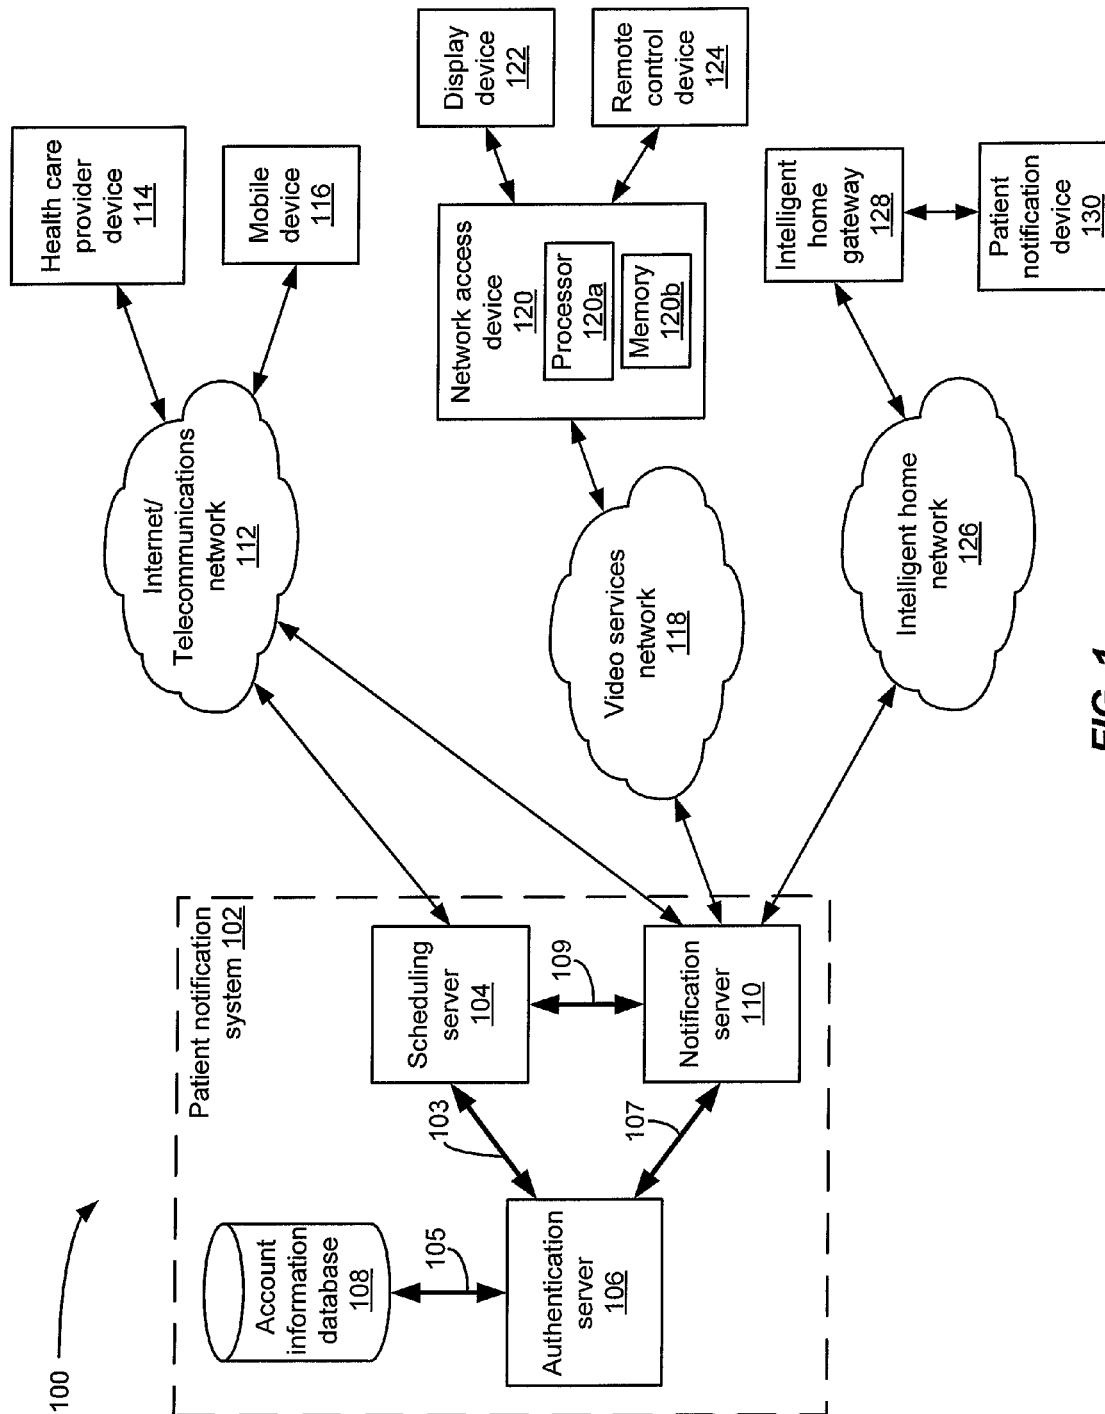 100
Patient notification
system 102
Account
information
database
108
105
Authentication
server
106
103
107
Scheduling
server
104
109
Notification
server
110
Internet/
Telecommunications
network
112
Video services
network
118
Intelligent home
network
126
Health care
provider
device
114
Mobile
device
116
Network access
device
120
Processor
120a
Memory
120b
Display
device
122
Remote
control
device
124
Intelligent
home
gateway
128
Patient
notification
device
130
FIG. 1